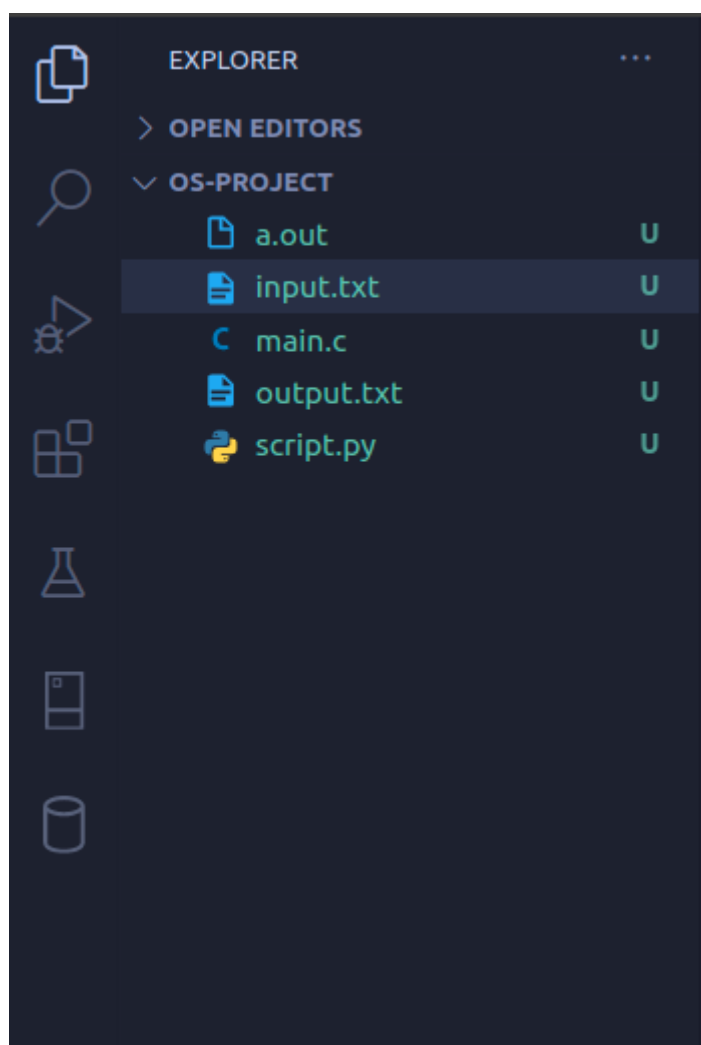 EXPLORER ···
OPEN EDITORS
OS-PROJECT
a.out U
input.txt U
C main.c U
output.txt U
script.py U